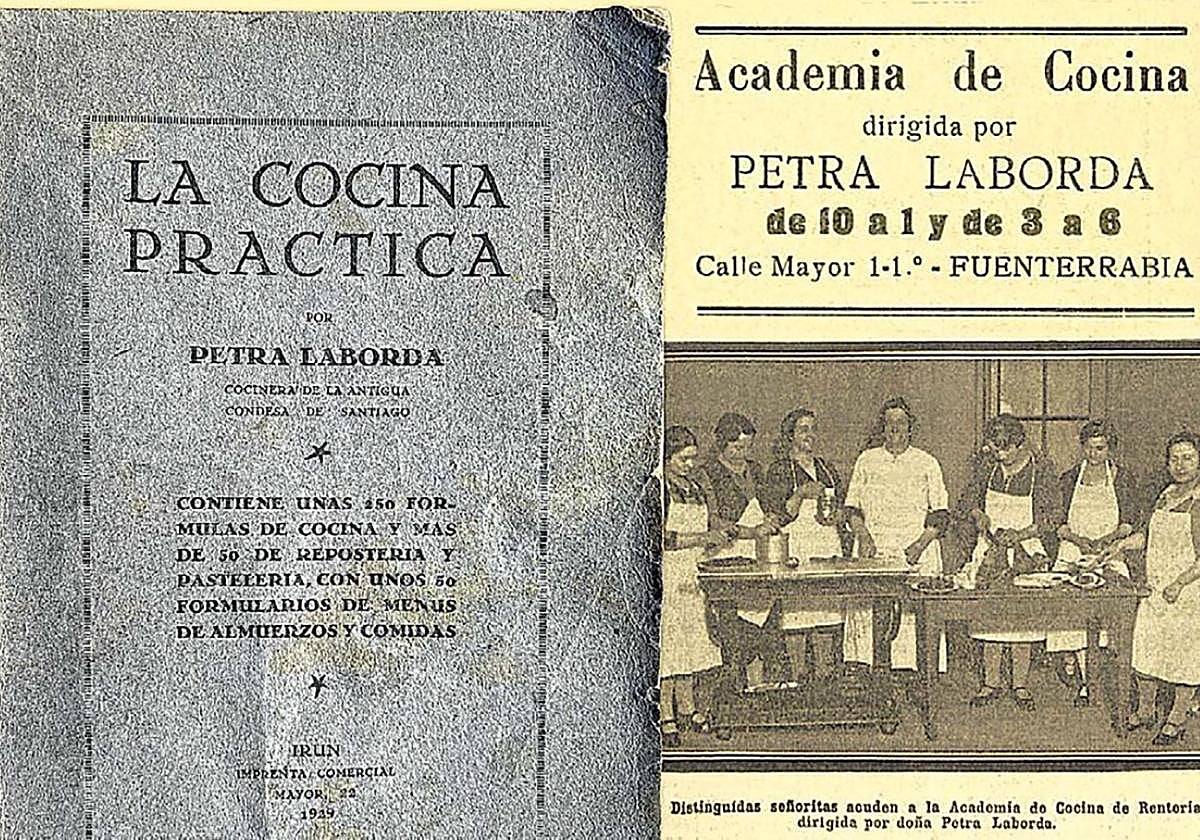 LA COCINA
PRACTICA
POR
PETRA LABORDA
COCINERA DE LA ANTIGUA
CONDESA DE SANTIAGO
CONTIENE UNAS 250 FOR-
MULAS DE COCINA Y MAS
DE 50 DE REPOSTERIA Y
PASTELERIA, CON UNOS 50
FORMULARIOS DE MENUS
DE ALMUERZOS Y COMIDAS
IRUN
IMPRENTA COMERCIAL
MAYOR, 22
1929
Academia de Cocina
dirigida por
PETRA LABORDA
de 10 a 1 y de 3 a 6
Calle Mayor 1-1.º - FUENTERRABIA
Distinguidas señoritas acuden a la Academia de Cocina de Rentería
dirigida por doña Petra Laborda.